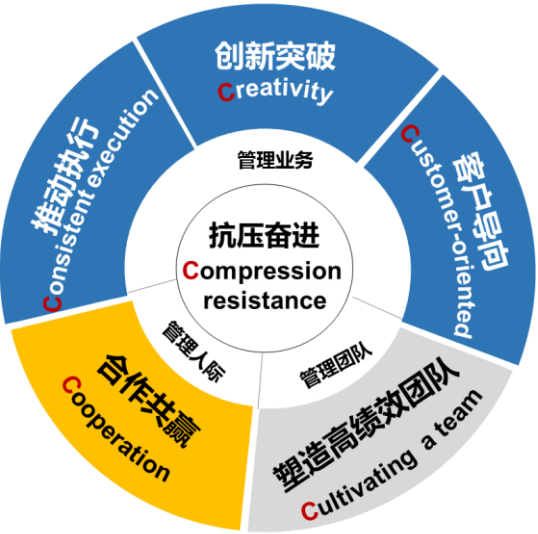 创新突破
Creativity
推动执行
Consistent execution
客户导向
Customer-oriented
管理业务
抗压奋进
Compression
resistance
管理人际
管理团队
合作共赢
Cooperation
塑造高绩效团队
Cultivating a team